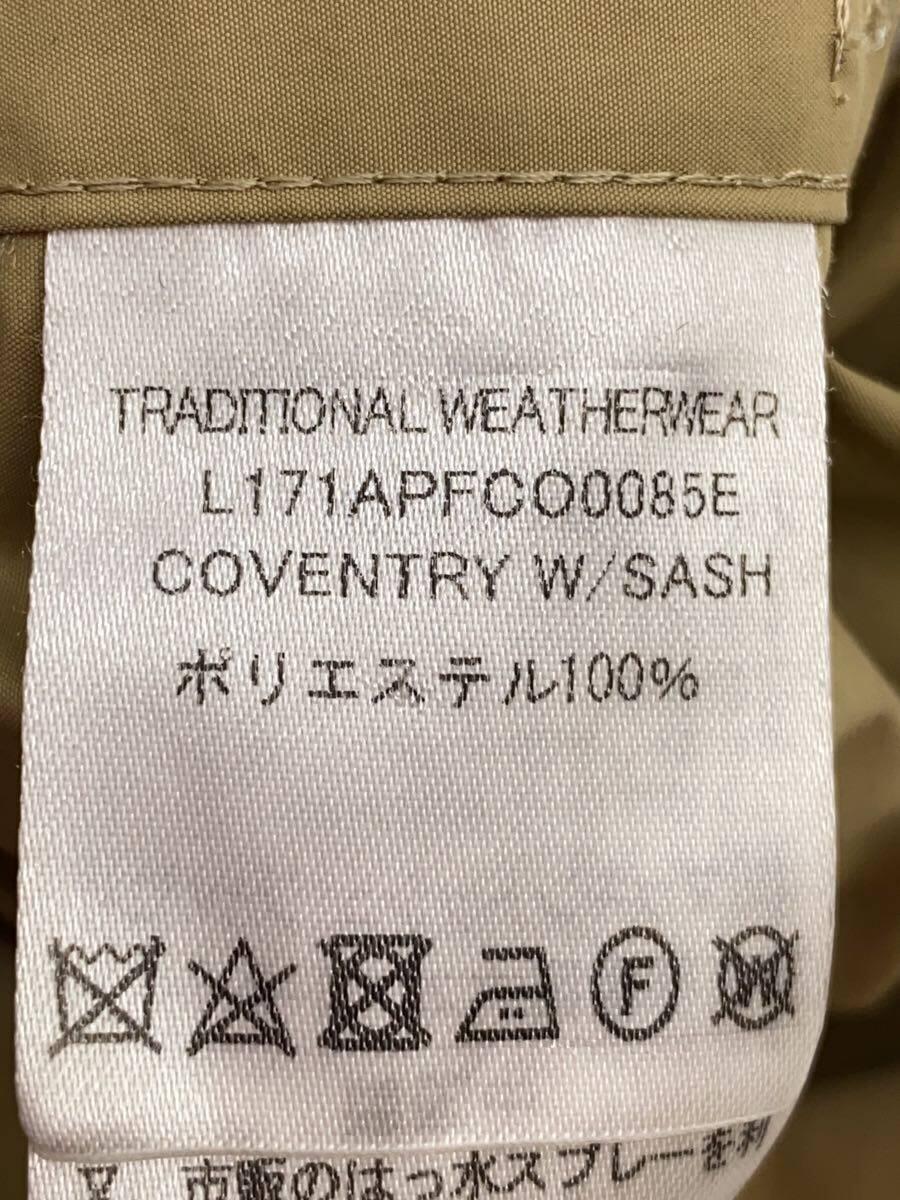 TRADITIONAL WEATHERWEAR
L171APFCO0085E
COVENTRY W/SASH
ポリエステル100%
F
W
市販のはっ水スプレーを利